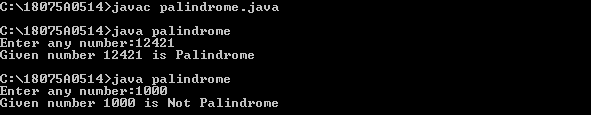 C:\18075A0514>javac palindrome.java
C:\18075A0514>java palindrome
Enter any number:12421
Given number 12421 is Palindrome
C:\18075A0514>java palindrome
Enter any number:1000
Given number 1000 is Not Palindrome